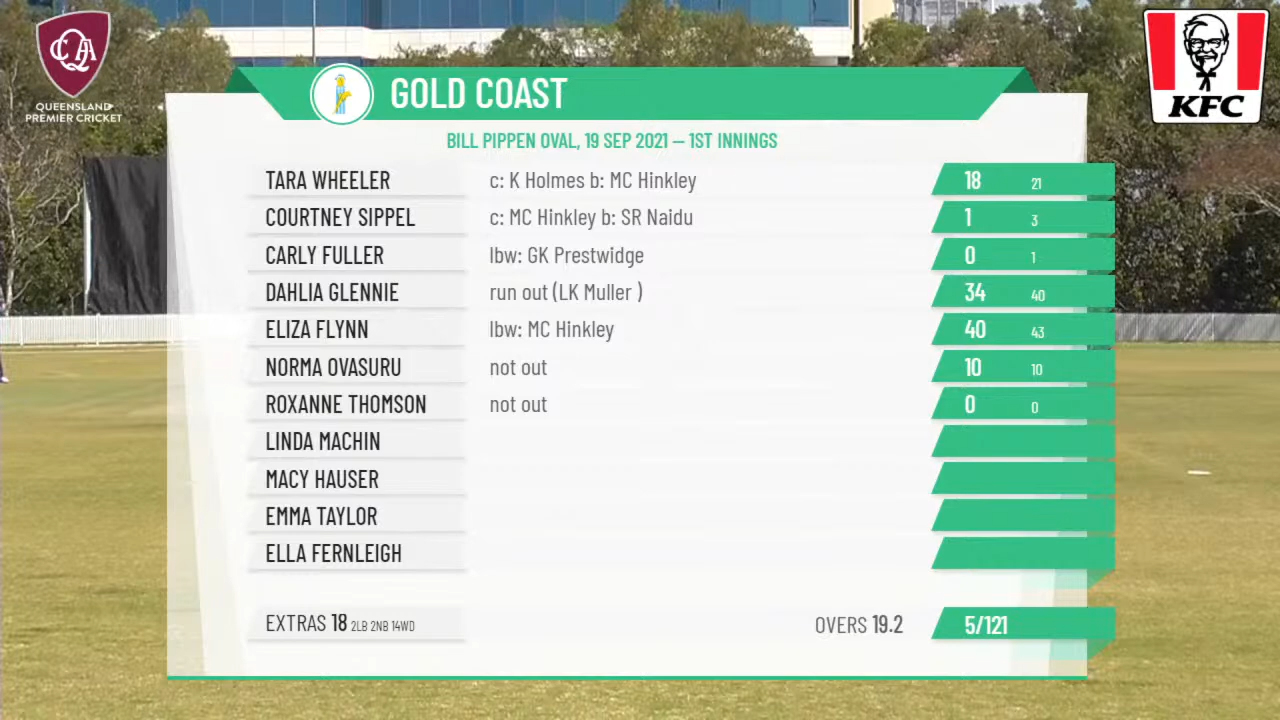 QUEENSLAND
PREMIER CRICKET
KFC
GOLD COAST
BILL PIPPEN OVAL, 19 SEP 2021 – 1ST INNINGS
TARA WHEELER c: K Holmes b: MC Hinkley 18 21
COURTNEY SIPPEL c: MC Hinkley b: SR Naidu 1 3
CARLY FULLER lbw: GK Prestwidge 0 1
DAHLIA GLENNIE run out (LK Muller ) 34 40
ELIZA FLYNN lbw: MC Hinkley 40 43
NORMA OVASURU not out 10 10
ROXANNE THOMSON not out 0 0
LINDA MACHIN
MACY HAUSER
EMMA TAYLOR
ELLA FERNLEIGH
EXTRAS 18 2LB 2NB 14WD OVERS 19.2 5/121